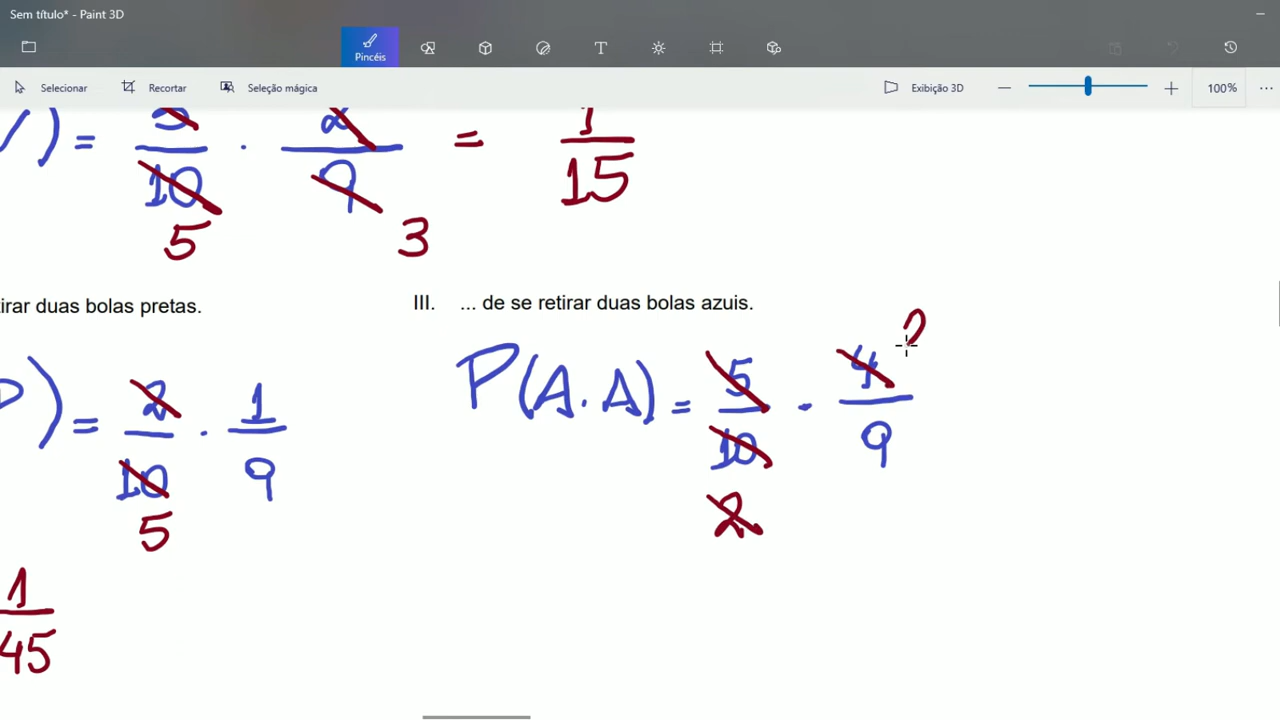 Sem título* - Paint 3D
Pincéis
Selecionar Recortar Seleção mágica Exibição 3D 100%
) = 3/10 . 2/9 = 1/15
5 3
tirar duas bolas pretas.
) = 2/10 . 1/9
5
1/45
III. ... de se retirar duas bolas azuis.
2
P(A.A) = 5/10 . 4/9
2